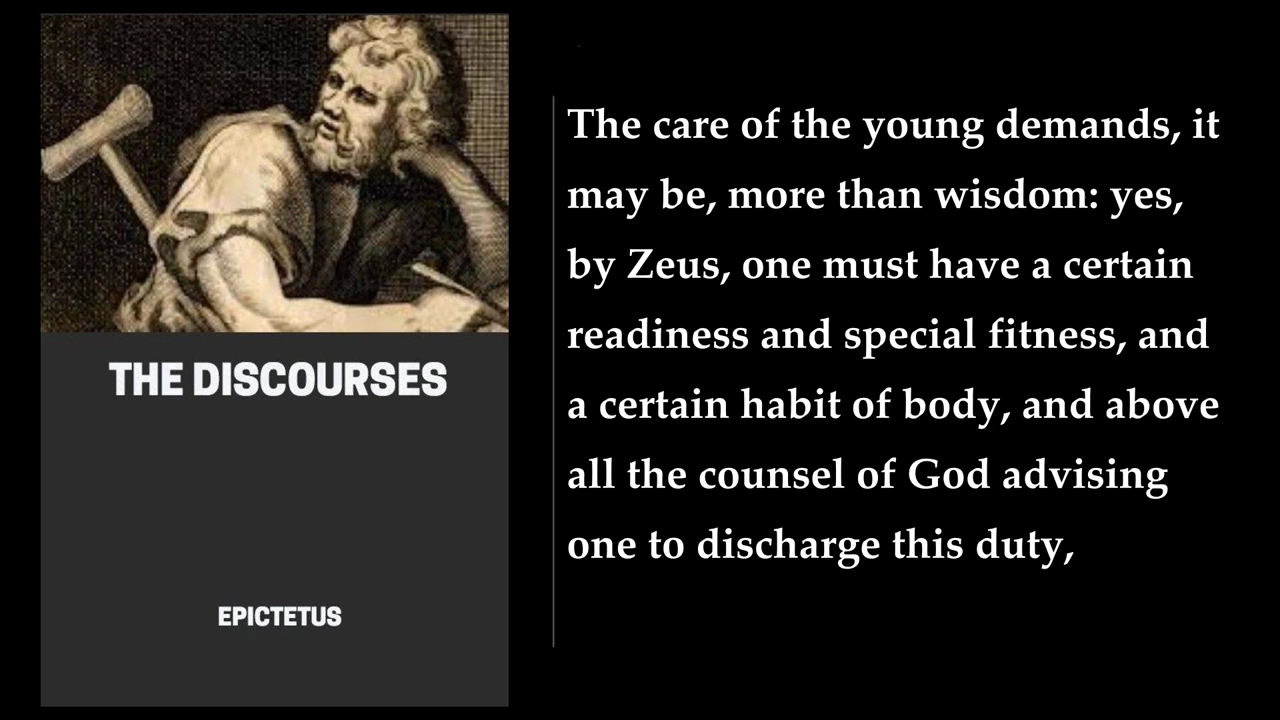 THE DISCOURSES
EPICTETUS
The care of the young demands, it
may be, more than wisdom: yes,
by Zeus, one must have a certain
readiness and special fitness, and
a certain habit of body, and above
all the counsel of God advising
one to discharge this duty,